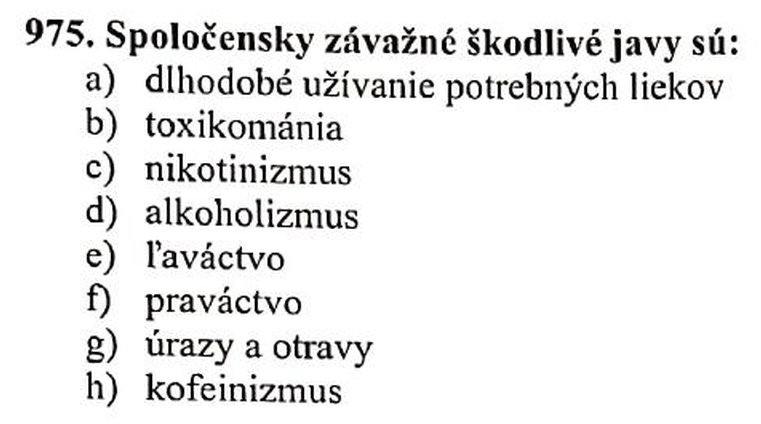 975. Spoločensky závažné škodlivé javy sú:
a) dlhodobé užívanie potrebných liekov
b) toxikománia
c) nikotinizmus
d) alkoholizmus
e) ľaváctvo
f) praváctvo
g) úrazy a otravy
h) kofeinizmus